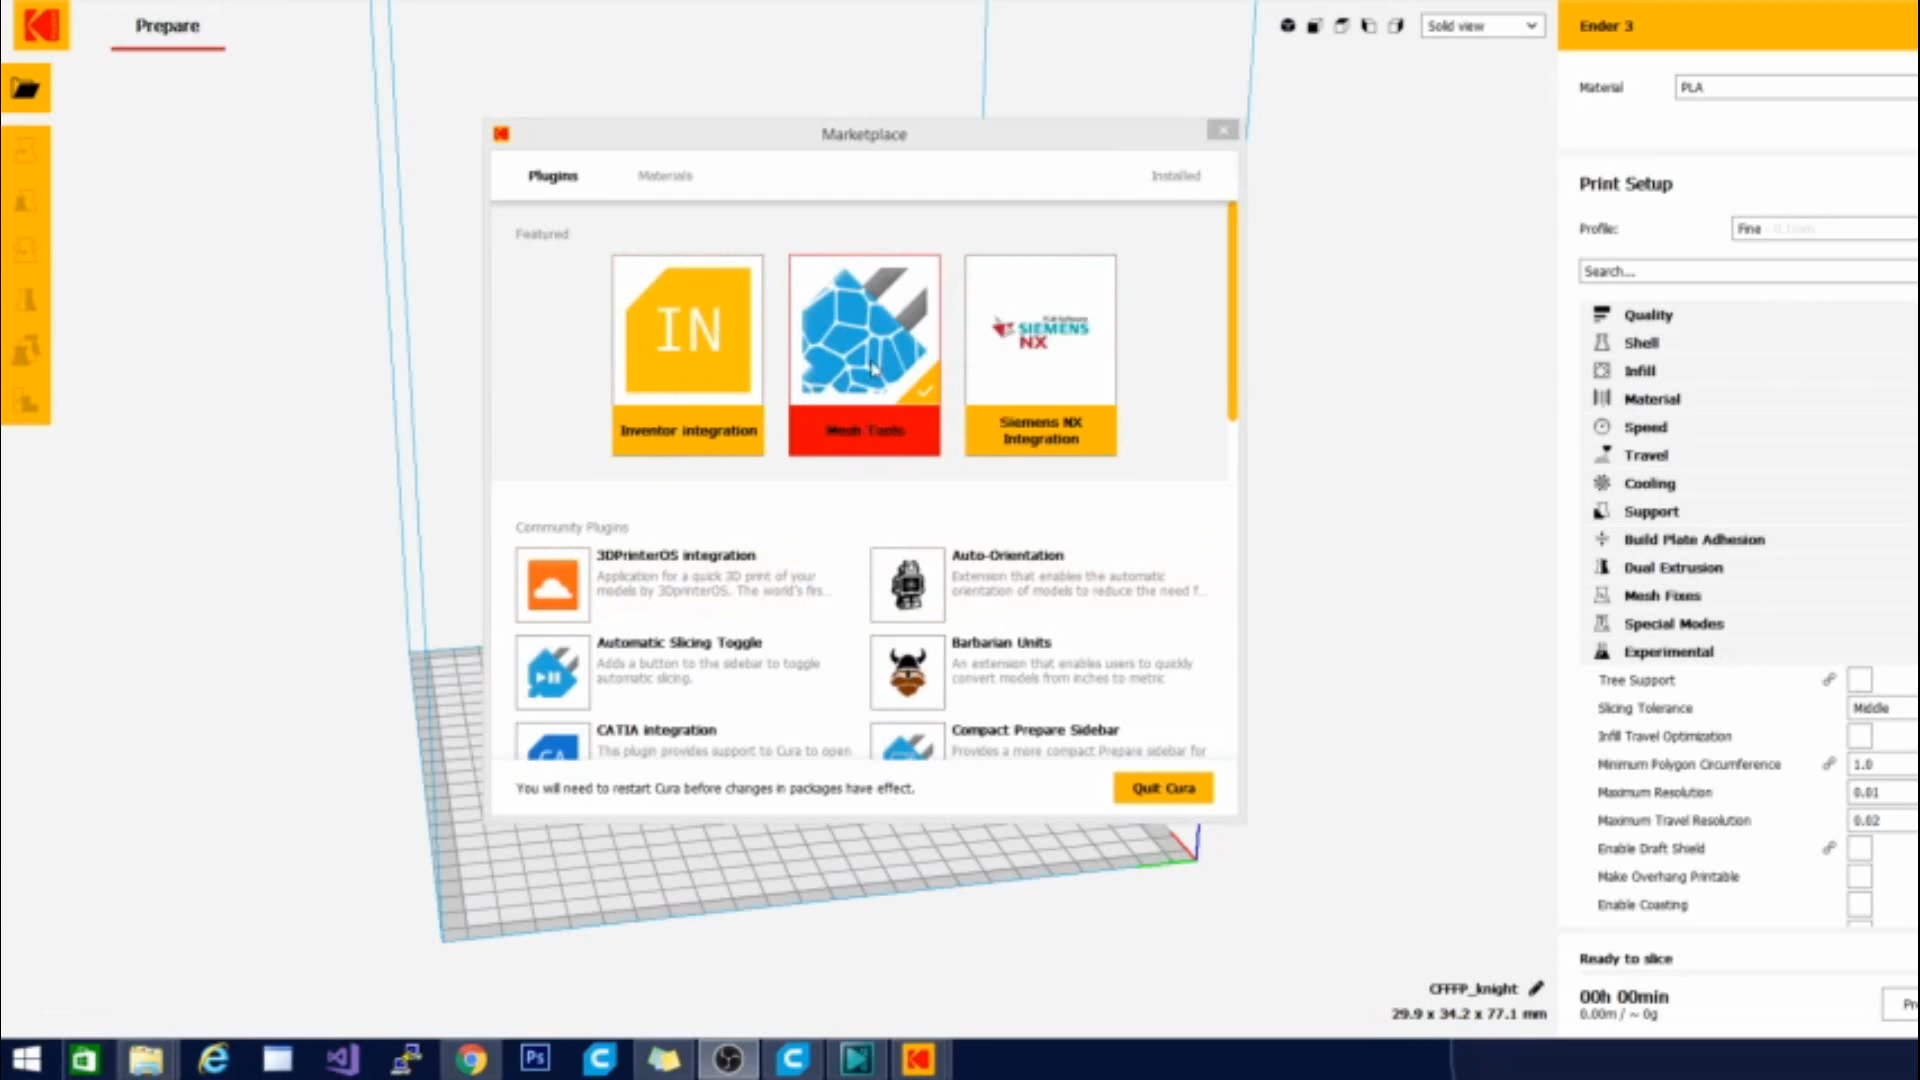 Prepare
Solid view
Ender 3
Material
PLA
Print Setup
Profile:
Fine - 0.1mm
Search...
Quality
Shell
Infill
Material
Speed
Travel
Cooling
Support
Build Plate Adhesion
Dual Extrusion
Mesh Fixes
Special Modes
Experimental
Tree Support
Slicing Tolerance
Middle
Infill Travel Optimization
Minimum Polygon Circumference
1.0
Maximum Resolution
0.01
Maximum Travel Resolution
0.02
Enable Draft Shield
Make Overhang Printable
Enable Coasting
Ready to slice
00h 00min
0.00m / ~ 0g
Pr
Marketplace
Plugins
Materials
Installed
Featured
IN
SIEMENS
NX
Inventor integration
Mesh Tools
Siemens NX
Integration
Community Plugins
3DPrinterOS integration
Application for a quick 3D print of your
models by 3DprinterOS. The world's firs...
Auto-Orientation
Extension that enables the automatic
orientation of models to reduce the need f...
Automatic Slicing Toggle
Adds a button to the sidebar to toggle
automatic slicing.
Barbarian Units
An extension that enables users to quickly
convert models from inches to metric
CATIA integration
This plugin provides support to Cura to open
CA
Compact Prepare Sidebar
Provides a more compact Prepare sidebar for
You will need to restart Cura before changes in packages have effect.
Quit Cura
CFFFP_knight
29.9 x 34.2 x 77.1 mm
Ps